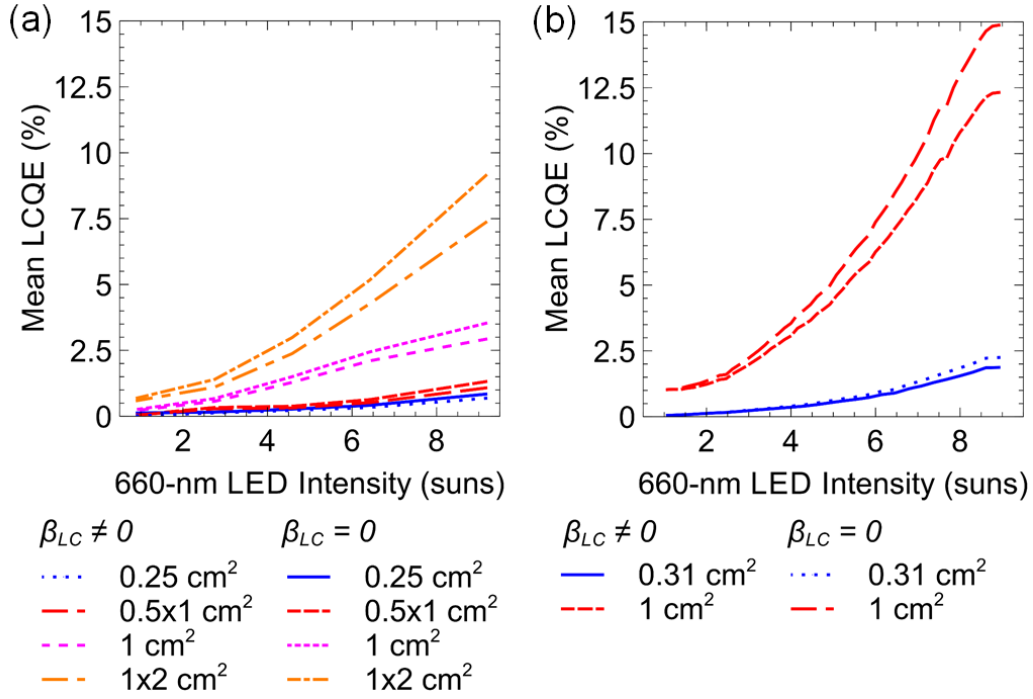 (a)
Mean LCQE (%)
15
12.5
10
7.5
5
2.5
0
2 4 6 8
660-nm LED Intensity (suns)
β_LC ≠ 0 β_LC = 0
0.25 cm² 0.25 cm²
0.5x1 cm² 0.5x1 cm²
1 cm² 1 cm²
1x2 cm² 1x2 cm²
(b)
Mean LCQE (%)
15
12.5
10
7.5
5
2.5
0
2 4 6 8
660-nm LED Intensity (suns)
β_LC ≠ 0 β_LC = 0
0.31 cm² 0.31 cm²
1 cm² 1 cm²